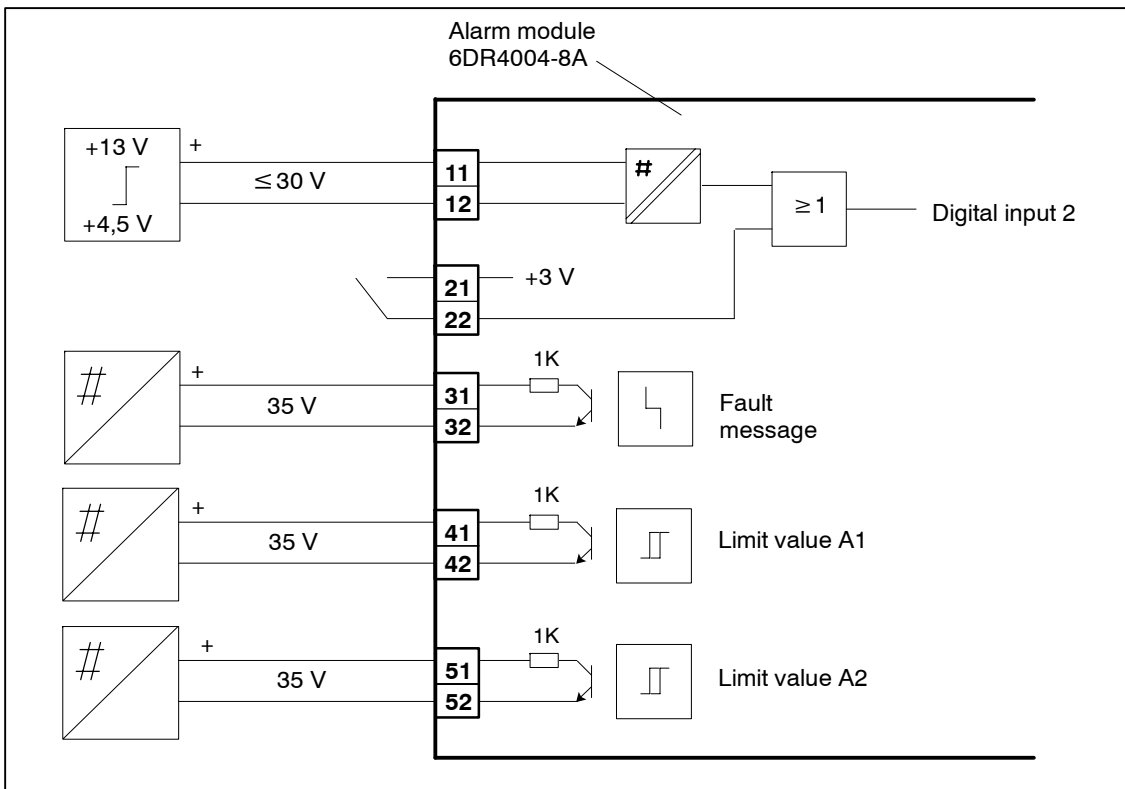 Alarm module
6DR4004-8A
+13 V
+4,5 V
+
≤ 30 V
11
12
#
≥ 1
Digital input 2
21
22
+3 V
#
+
35 V
31
32
1K
Fault
message
#
+
35 V
41
42
1K
Limit value A1
#
+
35 V
51
52
1K
Limit value A2